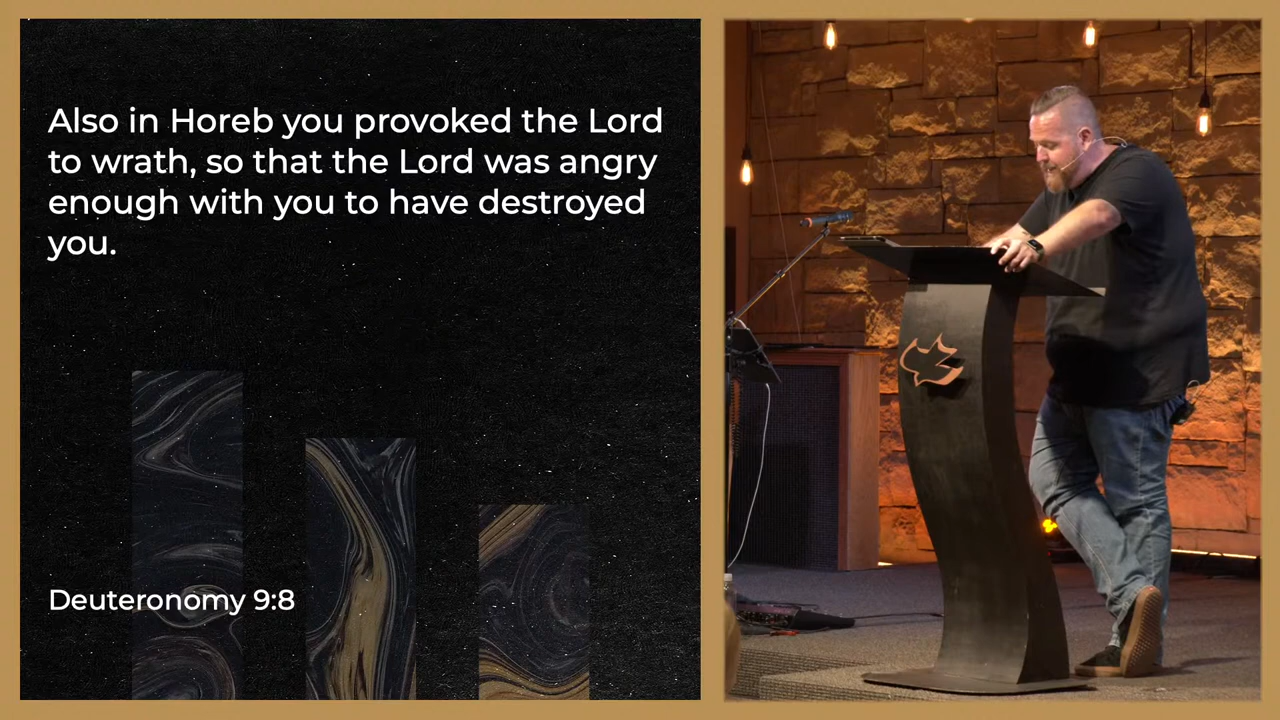 Also in Horeb you provoked the Lord
to wrath, so that the Lord was angry
enough with you to have destroyed
you.
Deuteronomy 9:8